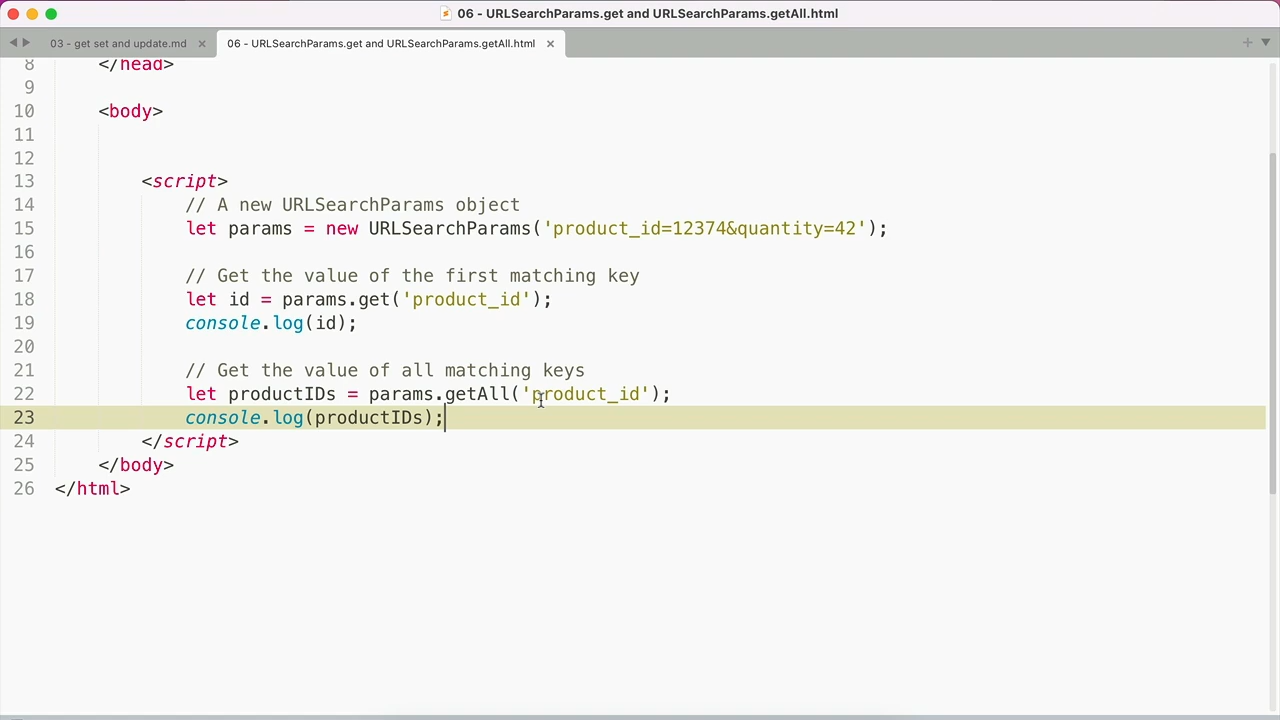 06 - URLSearchParams.get and URLSearchParams.getAll.html
03 - get set and update.md × 06 - URLSearchParams.get and URLSearchParams.getAll.html ×
8 </head>
9
10 <body>
11
12
13 <script>
14 // A new URLSearchParams object
15 let params = new URLSearchParams('product_id=12374&quantity=42');
16
17 // Get the value of the first matching key
18 let id = params.get('product_id');
19 console.log(id);
20
21 // Get the value of all matching keys
22 let productIDs = params.getAll('product_id');
23 console.log(productIDs);
24 </script>
25 </body>
26 </html>